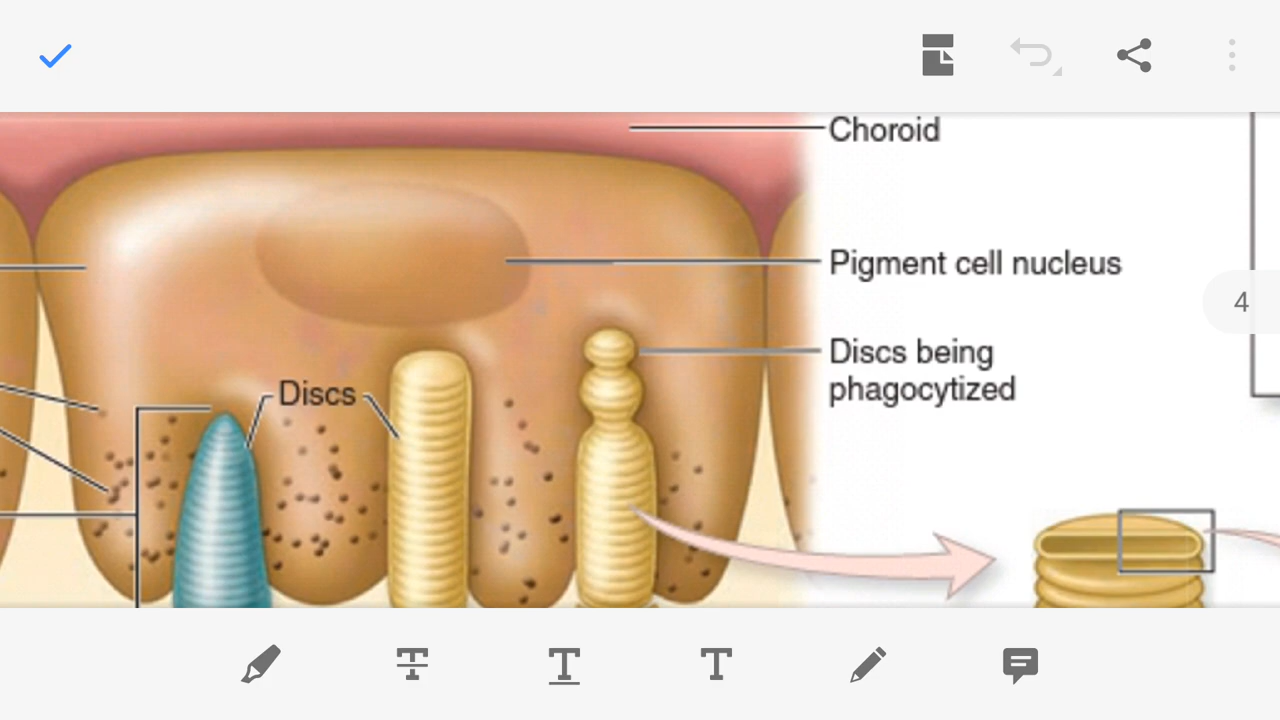 Choroid
Pigment cell nucleus
4
Discs being
phagocytized
Discs